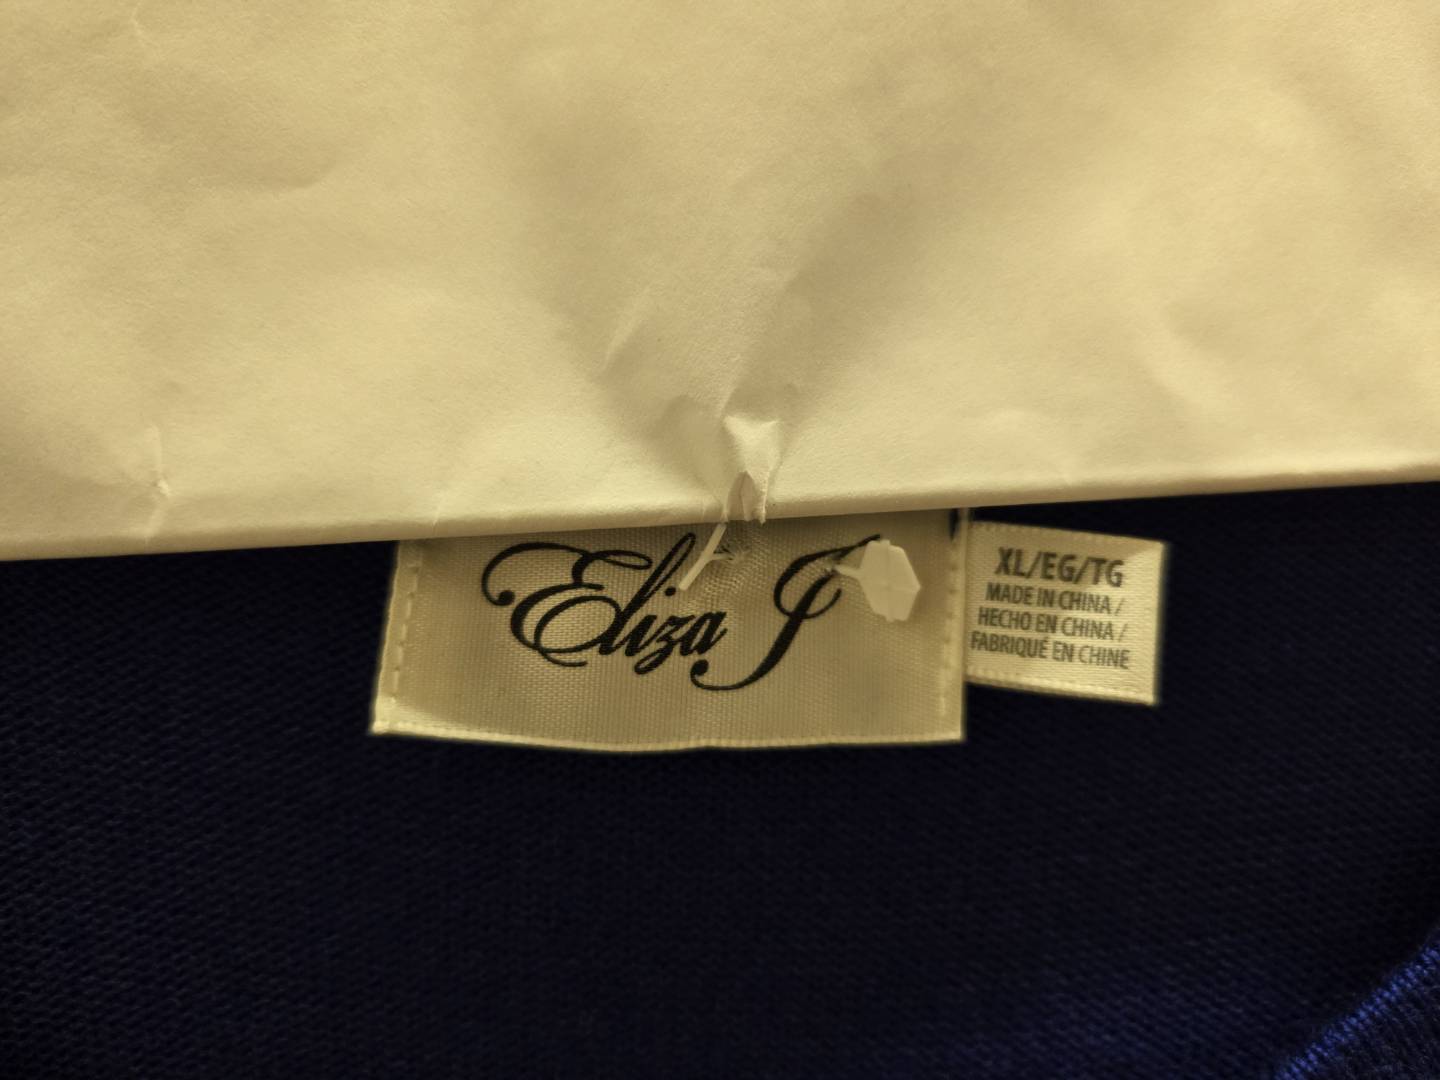 Eliza J
XL/EG/TG
MADE IN CHINA /
HECHO EN CHINA /
FABRIQUÉ EN CHINE